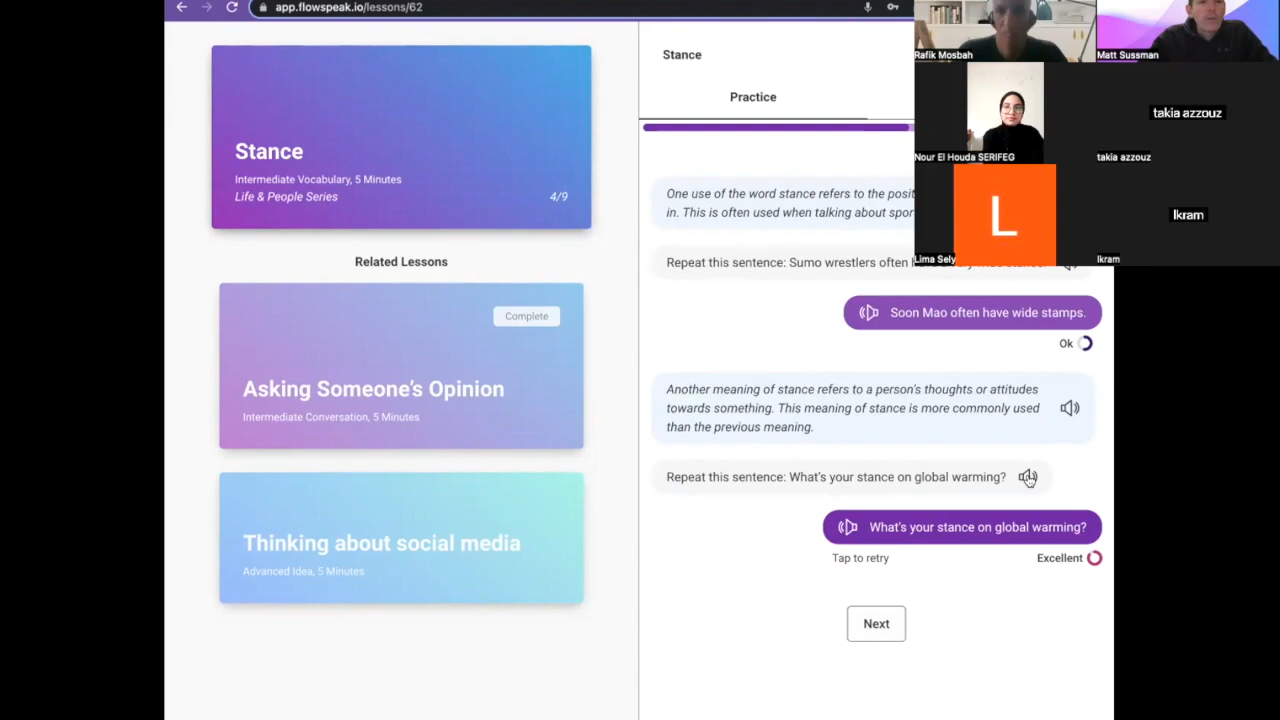 app.flowspeak.io/lessons/62
Stance
Intermediate Vocabulary, 5 Minutes
Life & People Series
4/9
Related Lessons
Complete
Asking Someone's Opinion
Intermediate Conversation, 5 Minutes
Thinking about social media
Advanced Idea, 5 Minutes
Stance
Practice
One use of the word stance refers to the
in. This is often used when talking about
Repeat this sentence: Sumo wrestlers often
Soon Mao often have wide stamps.
Ok
Another meaning of stance refers to a person's thoughts or attitudes
towards something. This meaning of stance is more commonly used
than the previous meaning.
Repeat this sentence: What's your stance on global warming?
What's your stance on global warming?
Tap to retry
Excellent
Next
Rafik Mosbah
Matt Sussman
Nour El Houda SERIFEG
takia azzouz
takia azzouz
L
Lima Sely
Ikram
Ikram